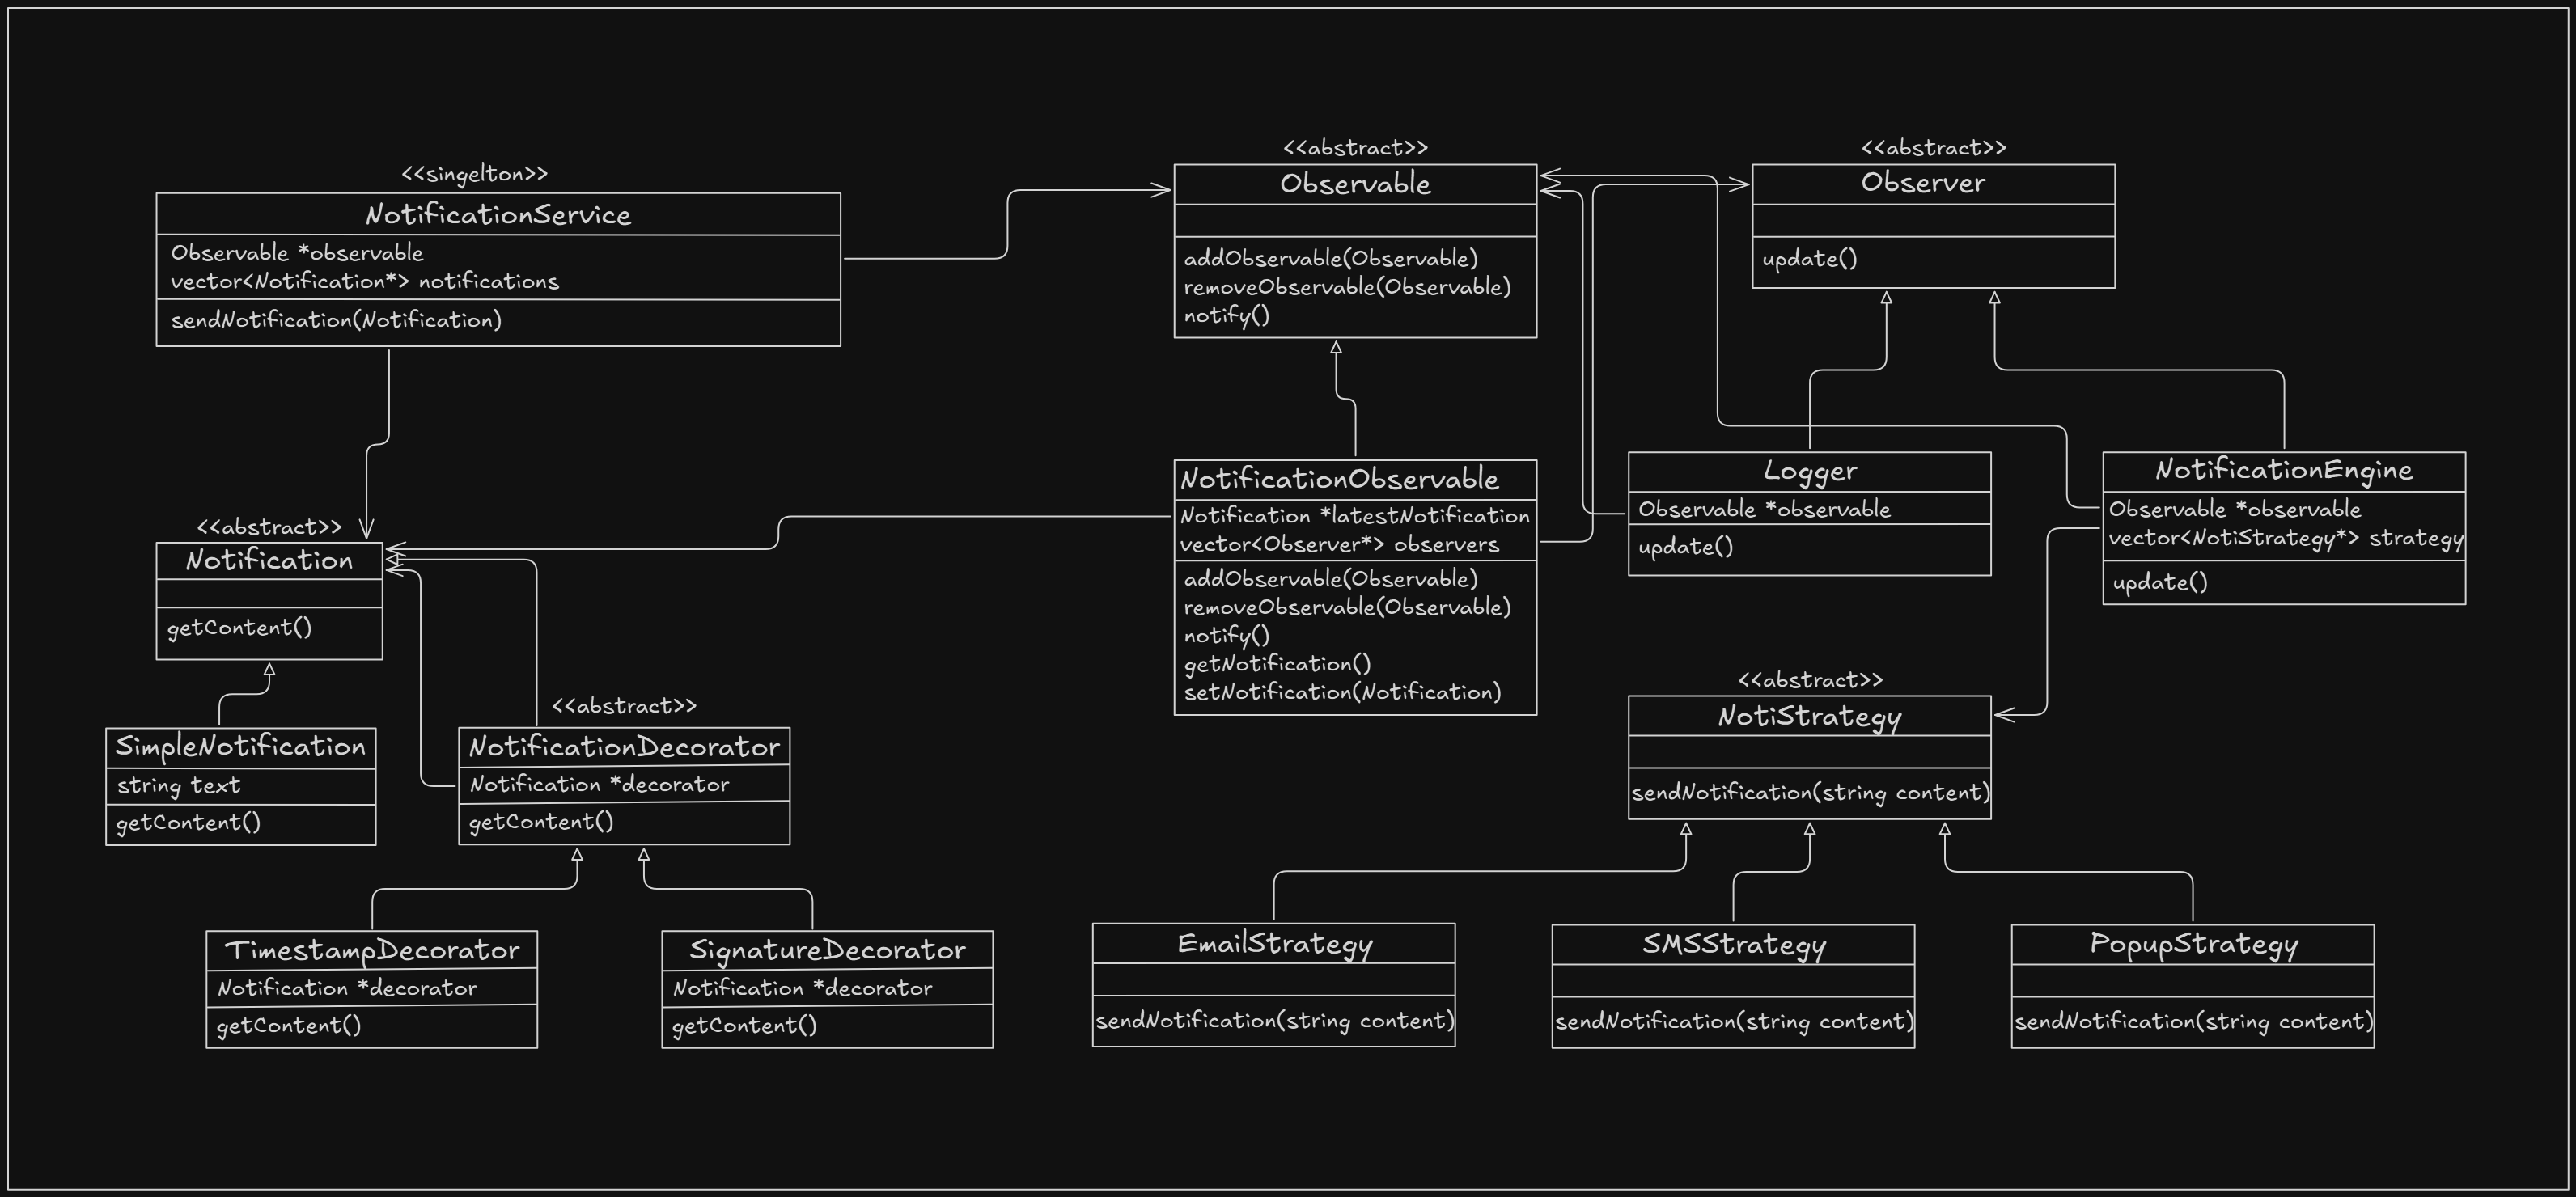 <<singelton>>
NotificationService
Observable *observable
vector<Notification*> notifications
sendNotification(Notification)
<<abstract>>
Observable
addObservable(Observable)
removeObservable(Observable)
notify()
<<abstract>>
Observer
update()
<<abstract>>
Notification
getContent()
NotificationObservable
Notification *latestNotification
vector<Observer*> observers
addObservable(Observable)
removeObservable(Observable)
notify()
getNotification()
setNotification(Notification)
Logger
Observable *observable
update()
NotificationEngine
Observable *observable
vector<NotiStrategy*> strategy
update()
SimpleNotification
string text
getContent()
<<abstract>>
NotificationDecorator
Notification *decorator
getContent()
<<abstract>>
NotiStrategy
sendNotification(string content)
TimestampDecorator
Notification *decorator
getContent()
SignatureDecorator
Notification *decorator
getContent()
EmailStrategy
sendNotification(string content)
SMSStrategy
sendNotification(string content)
PopupStrategy
sendNotification(string content)